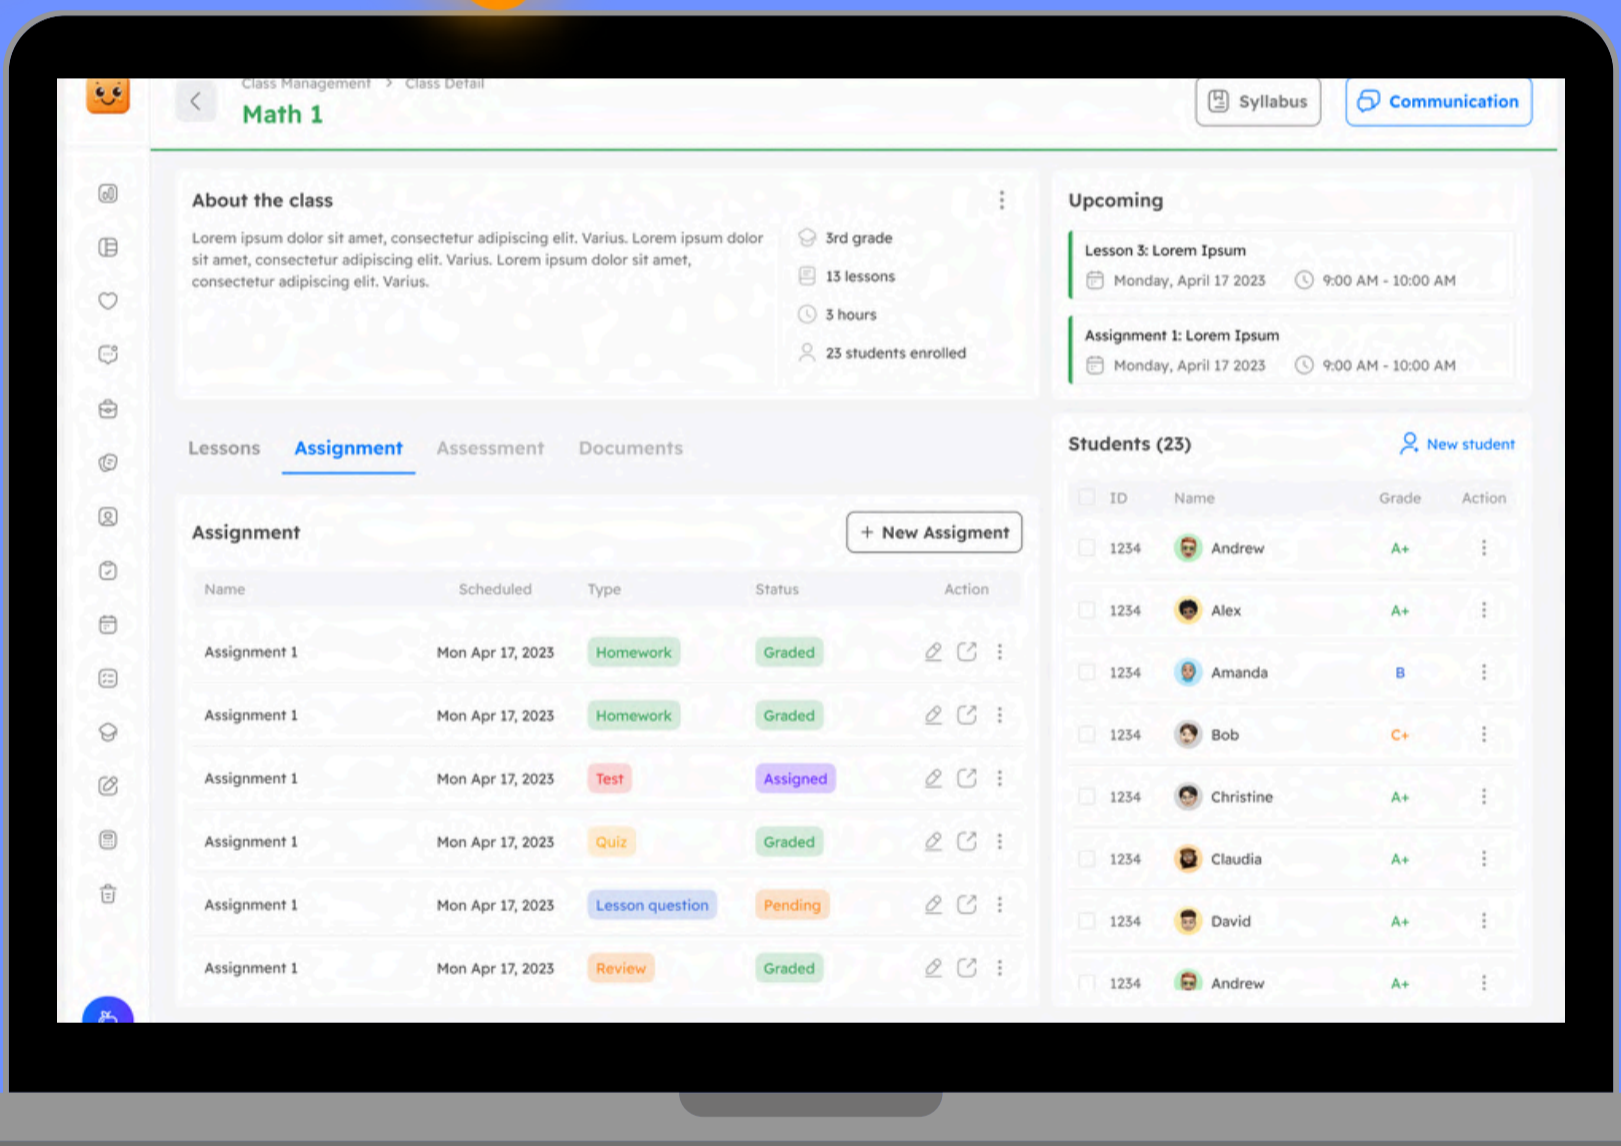 Class Management > Class Detail
Math 1
Syllabus
Communication
About the class
Lorem ipsum dolor sit amet, consectetur adipiscing elit. Varius. Lorem ipsum dolor
sit amet, consectetur adipiscing elit. Varius. Lorem ipsum dolor sit amet,
consectetur adipiscing elit. Varius.
3rd grade
13 lessons
3 hours
23 students enrolled
Upcoming
Lesson 3: Lorem Ipsum
Monday, April 17 2023 9:00 AM - 10:00 AM
Assignment 1: Lorem Ipsum
Monday, April 17 2023 9:00 AM - 10:00 AM
Lessons Assignment Assessment Documents
Assignment
+ New Assigment
Name Scheduled Type Status Action
Assignment 1 Mon Apr 17, 2023 Homework Graded
Assignment 1 Mon Apr 17, 2023 Homework Graded
Assignment 1 Mon Apr 17, 2023 Test Assigned
Assignment 1 Mon Apr 17, 2023 Quiz Graded
Assignment 1 Mon Apr 17, 2023 Lesson question Pending
Assignment 1 Mon Apr 17, 2023 Review Graded
Students (23)
New student
ID Name Grade Action
1234 Andrew A+
1234 Alex A+
1234 Amanda B
1234 Bob C+
1234 Christine A+
1234 Claudia A+
1234 David A+
1234 Andrew A+